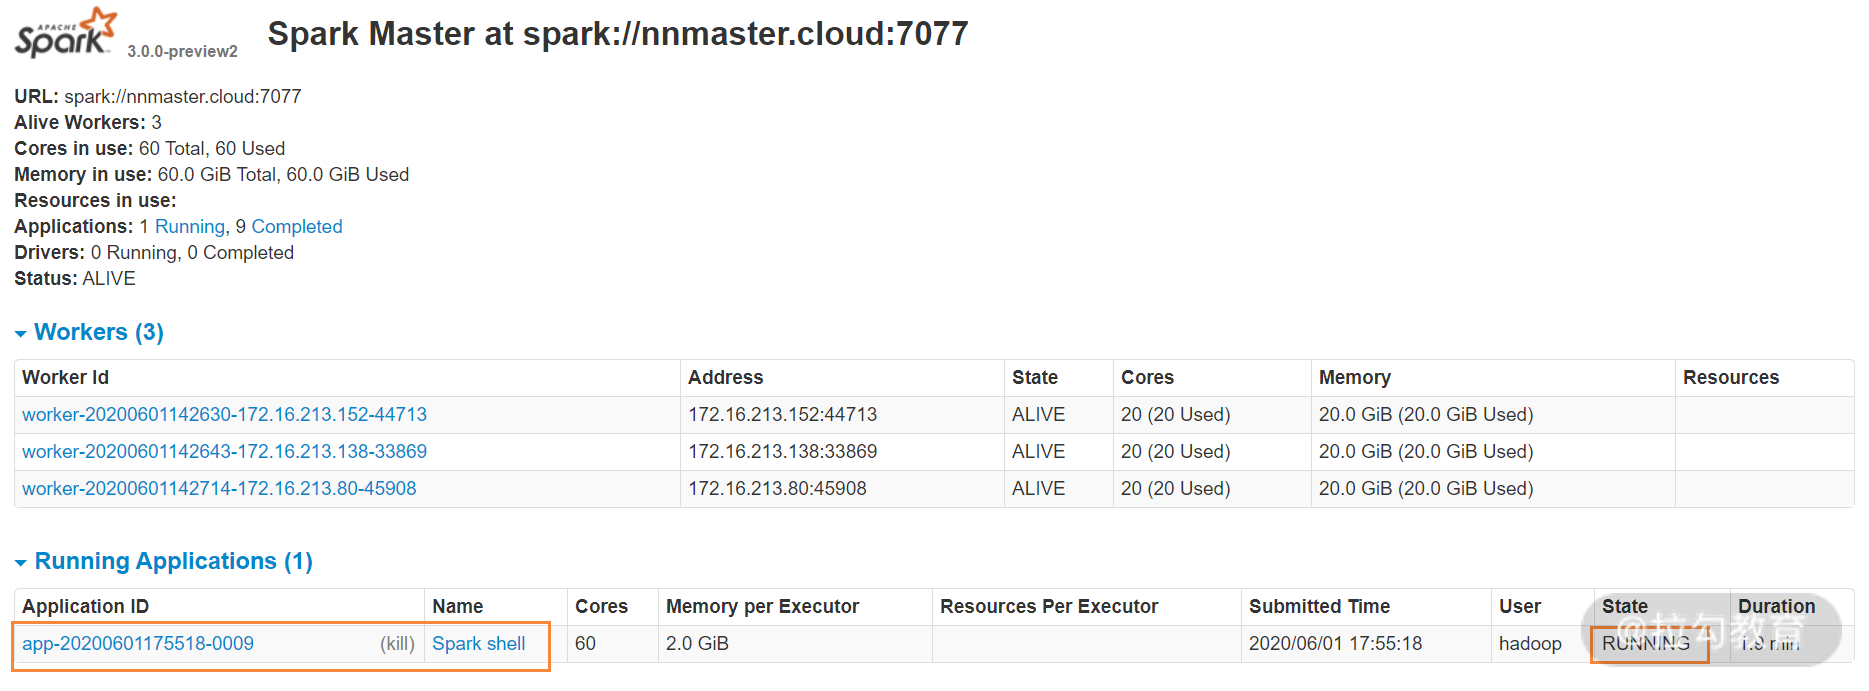 APACHE
Spark 3.0.0-preview2 Spark Master at spark://nnmaster.cloud:7077
URL: spark://nnmaster.cloud:7077
Alive Workers: 3
Cores in use: 60 Total, 60 Used
Memory in use: 60.0 GiB Total, 60.0 GiB Used
Resources in use:
Applications: 1 Running, 9 Completed
Drivers: 0 Running, 0 Completed
Status: ALIVE
Workers (3)
Worker Id Address State Cores Memory Resources
worker-20200601142630-172.16.213.152-44713 172.16.213.152:44713 ALIVE 20 (20 Used) 20.0 GiB (20.0 GiB Used)
worker-20200601142643-172.16.213.138-33869 172.16.213.138:33869 ALIVE 20 (20 Used) 20.0 GiB (20.0 GiB Used)
worker-20200601142714-172.16.213.80-45908 172.16.213.80:45908 ALIVE 20 (20 Used) 20.0 GiB (20.0 GiB Used)
Running Applications (1)
Application ID Name Cores Memory per Executor Resources Per Executor Submitted Time User State Duration
app-20200601175518-0009 (kill) Spark shell 60 2.0 GiB 2020/06/01 17:55:18 hadoop RUNNING 1.9 min
@拉勾教育